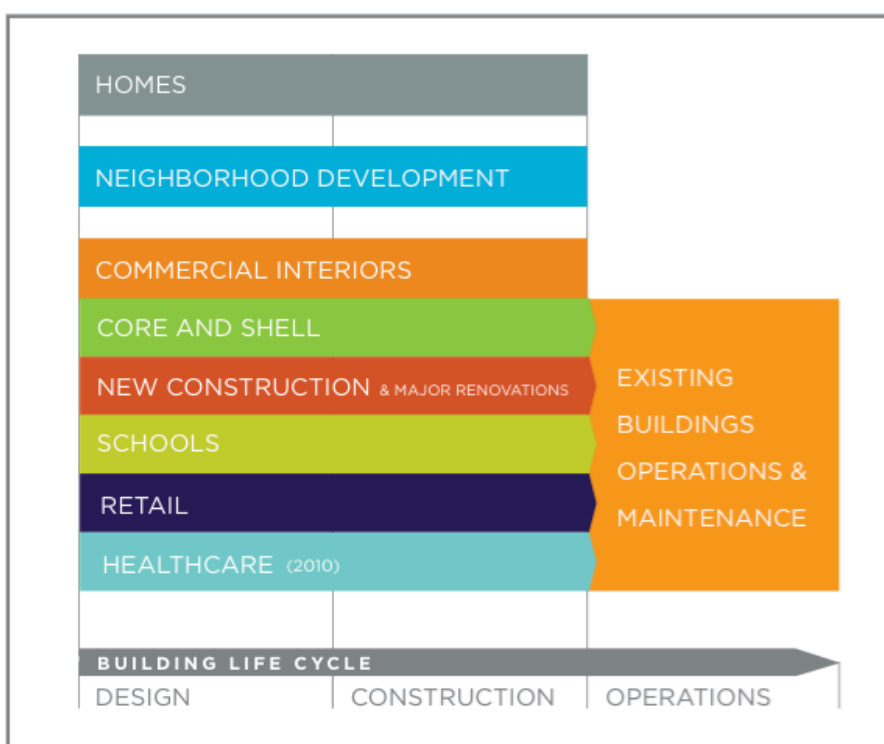 HOMES
NEIGHBORHOOD DEVELOPMENT
COMMERCIAL INTERIORS
CORE AND SHELL
NEW CONSTRUCTION & MAJOR RENOVATIONS
SCHOOLS
RETAIL
HEALTHCARE (2010)
EXISTING
BUILDINGS
OPERATIONS &
MAINTENANCE
BUILDING LIFE CYCLE
DESIGN CONSTRUCTION OPERATIONS